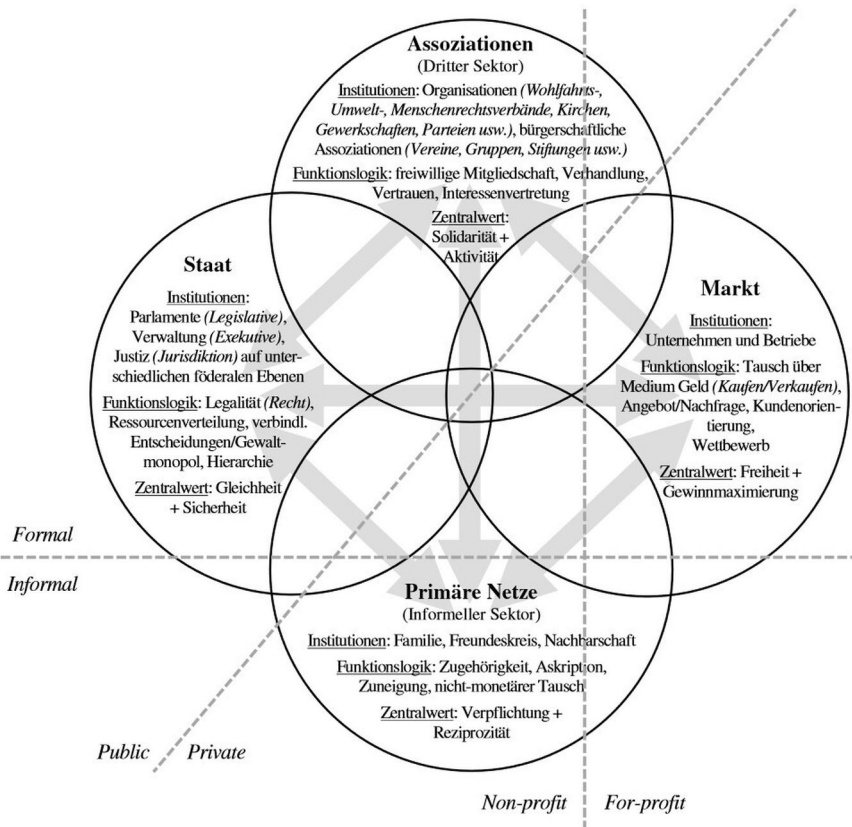 Assoziationen
(Dritter Sektor)
Institutionen: Organisationen (Wohlfahrts-,
Umwelt-, Menschenrechtsverbände, Kirchen,
Gewerkschaften, Parteien usw.), bürgerschaftliche
Assoziationen (Vereine, Gruppen, Stiftungen usw.)
Funktionslogik: freiwillige Mitgliedschaft, Verhandlung,
Vertrauen, Interessenvertretung
Zentralwert:
Solidarität +
Aktivität
Staat
Institutionen:
Parlamente (Legislative),
Verwaltung (Exekutive),
Justiz (Jurisdiktion) auf unter-
schiedlichen föderalen Ebenen
Funktionslogik: Legalität (Recht),
Ressourcenverteilung, verbindl.
Entscheidungen/Gewalt-
monopol, Hierarchie
Zentralwert: Gleichheit
+ Sicherheit
Markt
Institutionen:
Unternehmen und Betriebe
Funktionslogik: Tausch über
Medium Geld (Kaufen/Verkaufen),
Angebot/Nachfrage, Kundenorien-
tierung,
Wettbewerb
Zentralwert: Freiheit +
Gewinnmaximierung
Formal
Informal
Primäre Netze
(Informeller Sektor)
Institutionen: Familie, Freundeskreis, Nachbarschaft
Funktionslogik: Zugehörigkeit, Askription,
Zuneigung, nicht-monetärer Tausch
Zentralwert: Verpflichtung +
Reziprozität
Public Private
Non-profit For-profit